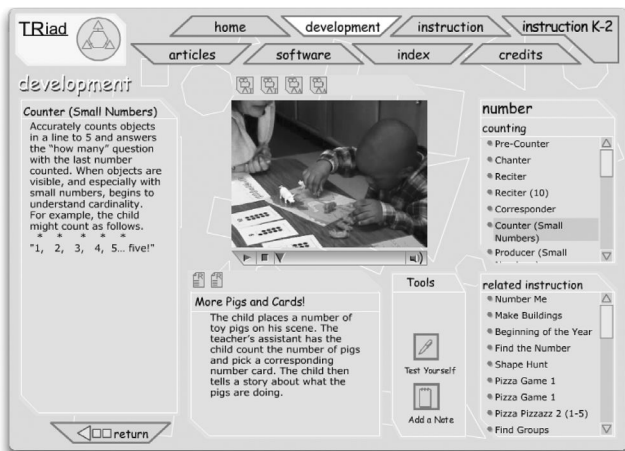 TRiad
home
development
instruction
instruction K-2
articles
software
index
credits
development
Counter (Small Numbers)
Accurately counts objects
in a line to 5 and answers
the “how many” question
with the last number
counted. When objects are
visible, and especially with
small numbers, begins to
understand cardinality.
For example, the child
might count as follows.
* * * * *
"1, 2, 3, 4, 5... five!"
return
More Pigs and Cards!
The child places a number of
toy pigs on his scene. The
teacher’s assistant has the
child count the number of pigs
and pick a corresponding
number card. The child then
tells a story about what the
pigs are doing.
Tools
Test Yourself
Add a Note
number
counting
Pre-Counter
Chanter
Reciter
Reciter (10)
Corresponder
Counter (Small
Numbers)
Producer (Small
related instruction
Number Me
Make Buildings
Beginning of the Year
Find the Number
Shape Hunt
Pizza Game 1
Pizza Game 1
Pizza Pizzazz 2 (1-5)
Find Groups